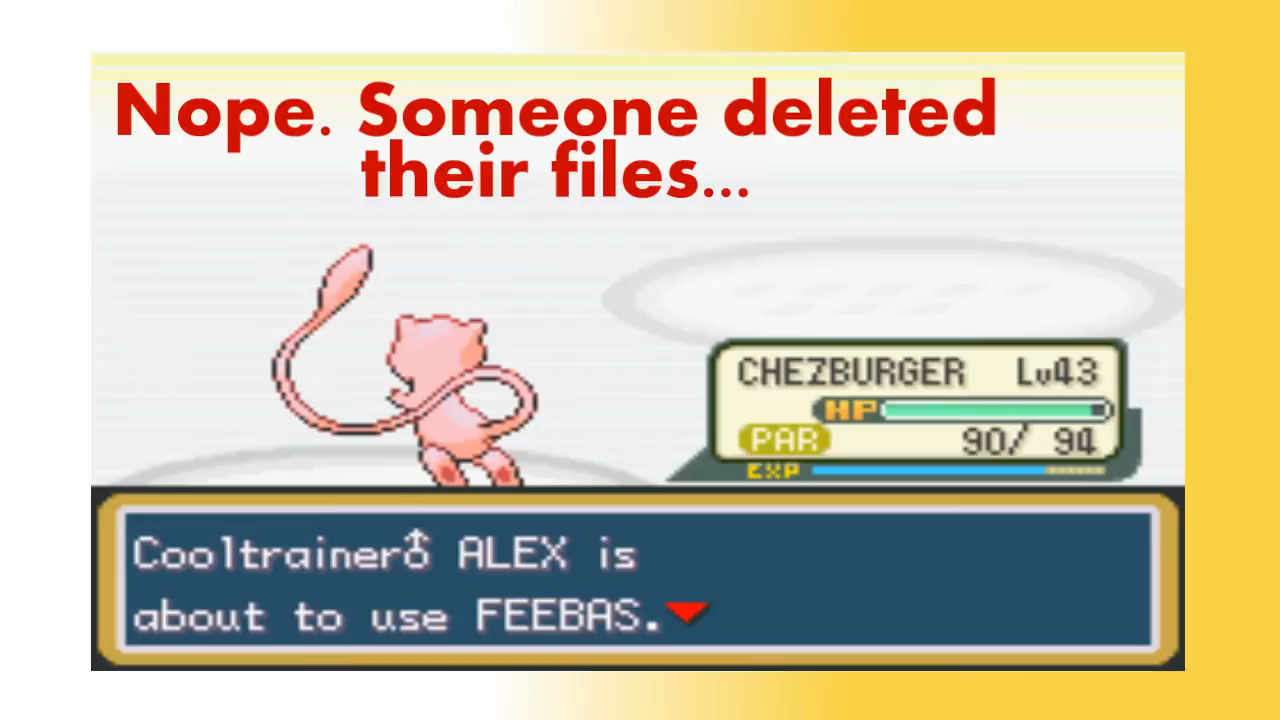 Nope. Someone deleted
their files...
CHEZBURGER Lv43
HP
PAR 90/ 94
EXP
Cooltrainer♂ ALEX is
about to use FEEBAS.